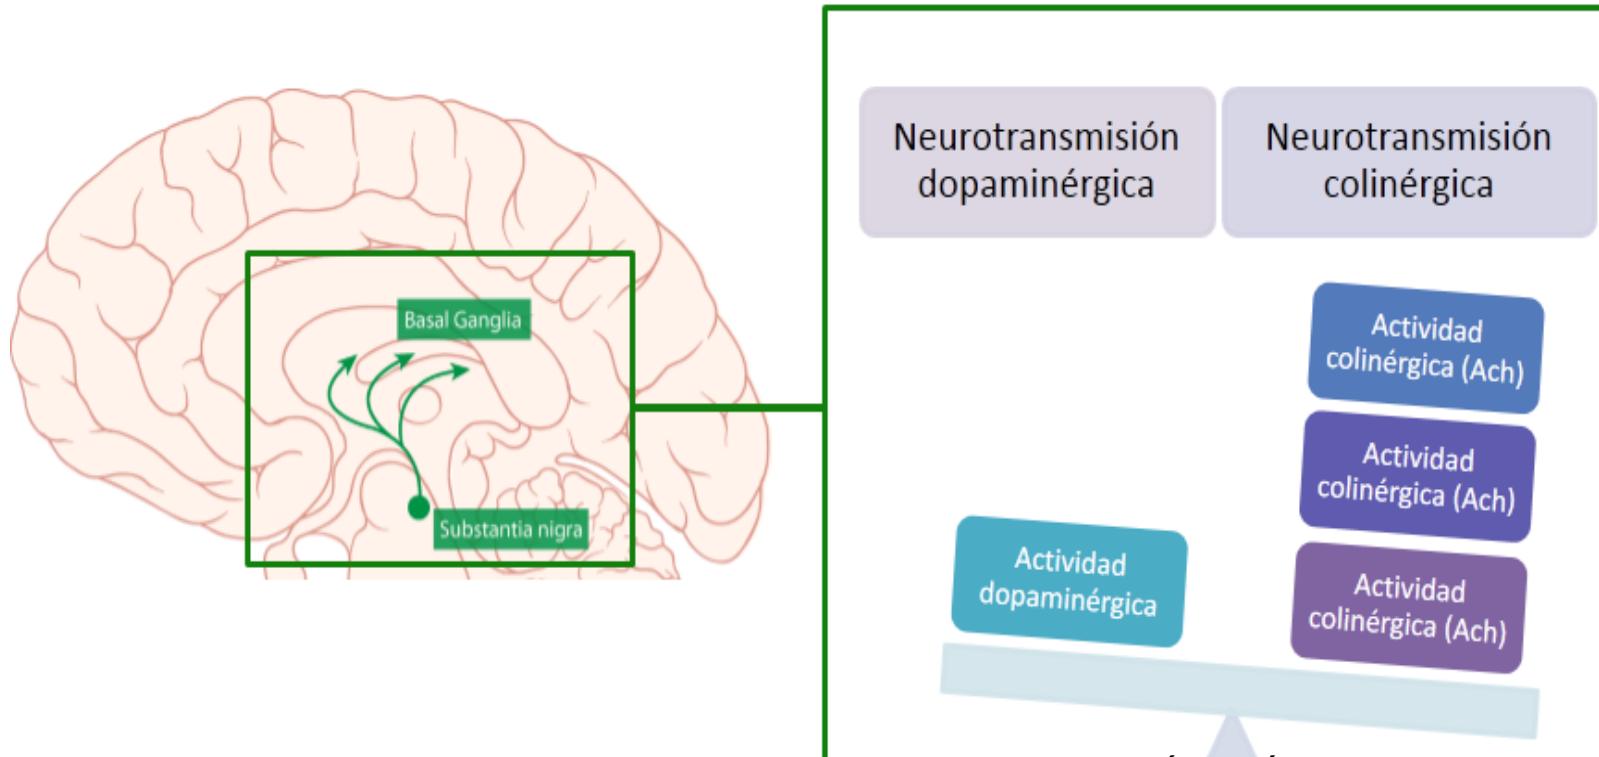 Basal Ganglia
Substantia nigra
Neurotransmisión
dopaminérgica
Neurotransmisión
colinérgica
Actividad
colinérgica (Ach)
Actividad
colinérgica (Ach)
Actividad
dopaminérgica
Actividad
colinérgica (Ach)